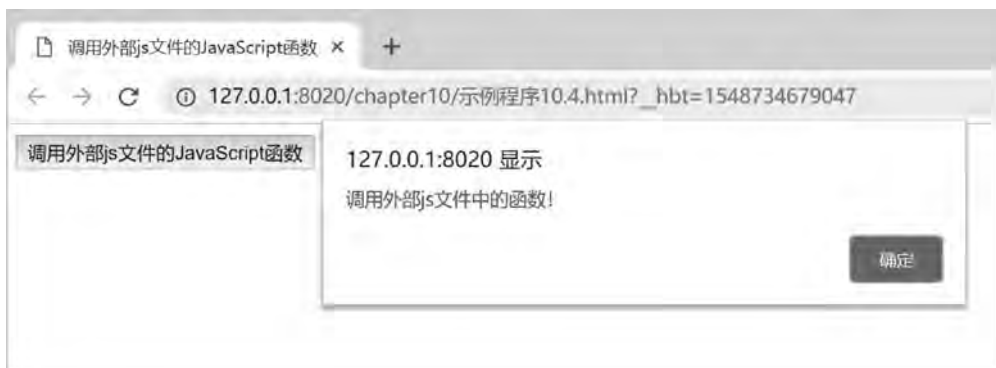 调用外部js文件的JavaScript函数 × +
← → C ⓘ 127.0.0.1:8020/chapter10/示例程序10.4.html?__hbt=1548734679047
调用外部js文件的JavaScript函数
127.0.0.1:8020 显示
调用外部js文件中的函数!
确定